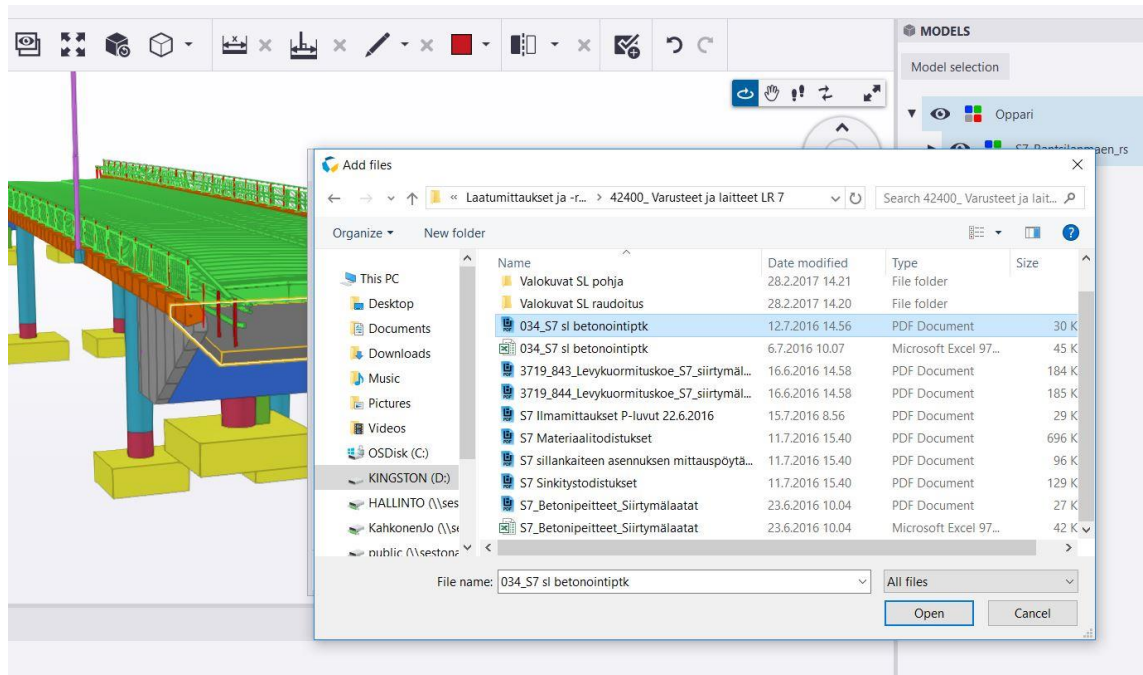 MODELS
Model selection
Oppari
S7_Pantsilanmaen_rs
Add files
« Laatumittaukset ja -r... > 42400_ Varusteet ja laitteet LR 7
Search 42400_ Varusteet ja lait...
Organize
New folder
Name Date modified Type Size
Valokuvat SL pohja 28.2.2017 14.21 File folder
Valokuvat SL raudoitus 28.2.2017 14.20 File folder
034_S7 sl betonointiptk 12.7.2016 14.56 PDF Document 30 K
034_S7 sl betonointiptk 6.7.2016 10.07 Microsoft Excel 97... 45 K
3719_843_Levykuormituskoe_S7_siirtymäl... 16.6.2016 14.58 PDF Document 184 K
3719_844_Levykuormituskoe_S7_siirtymäl... 16.6.2016 14.58 PDF Document 185 K
S7 Ilmamittaukset P-luvut 22.6.2016 15.7.2016 8.56 PDF Document 29 K
S7 Materiaalitodistukset 11.7.2016 15.40 PDF Document 696 K
S7 sillankaiteen asennuksen mittauspöytä... 11.7.2016 15.40 PDF Document 96 K
S7 Sinkitystodistukset 11.7.2016 15.40 PDF Document 129 K
S7_Betonipeitteet_Siirtymälaatat 23.6.2016 10.04 PDF Document 27 K
S7_Betonipeitteet_Siirtymälaatat 23.6.2016 10.04 Microsoft Excel 97... 42 K
This PC
Desktop
Documents
Downloads
Music
Pictures
Videos
OSDisk (C:)
KINGSTON (D:)
HALLINTO (\\ses
KahkonenJo (\\se
public (\\sestona
File name: 034_S7 sl betonointiptk
All files
Open
Cancel